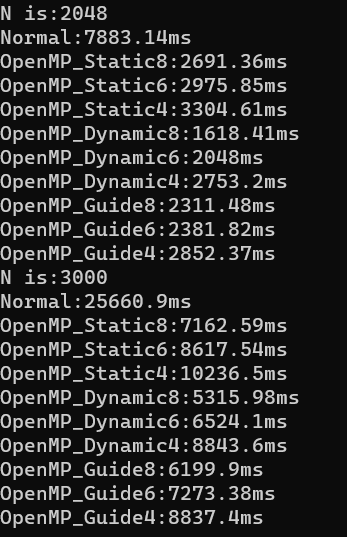 N is:2048
Normal:7883.14ms
OpenMP_Static8:2691.36ms
OpenMP_Static6:2975.85ms
OpenMP_Static4:3304.61ms
OpenMP_Dynamic8:1618.41ms
OpenMP_Dynamic6:2048ms
OpenMP_Dynamic4:2753.2ms
OpenMP_Guide8:2311.48ms
OpenMP_Guide6:2381.82ms
OpenMP_Guide4:2852.37ms
N is:3000
Normal:25660.9ms
OpenMP_Static8:7162.59ms
OpenMP_Static6:8617.54ms
OpenMP_Static4:10236.5ms
OpenMP_Dynamic8:5315.98ms
OpenMP_Dynamic6:6524.1ms
OpenMP_Dynamic4:8843.6ms
OpenMP_Guide8:6199.9ms
OpenMP_Guide6:7273.38ms
OpenMP_Guide4:8837.4ms